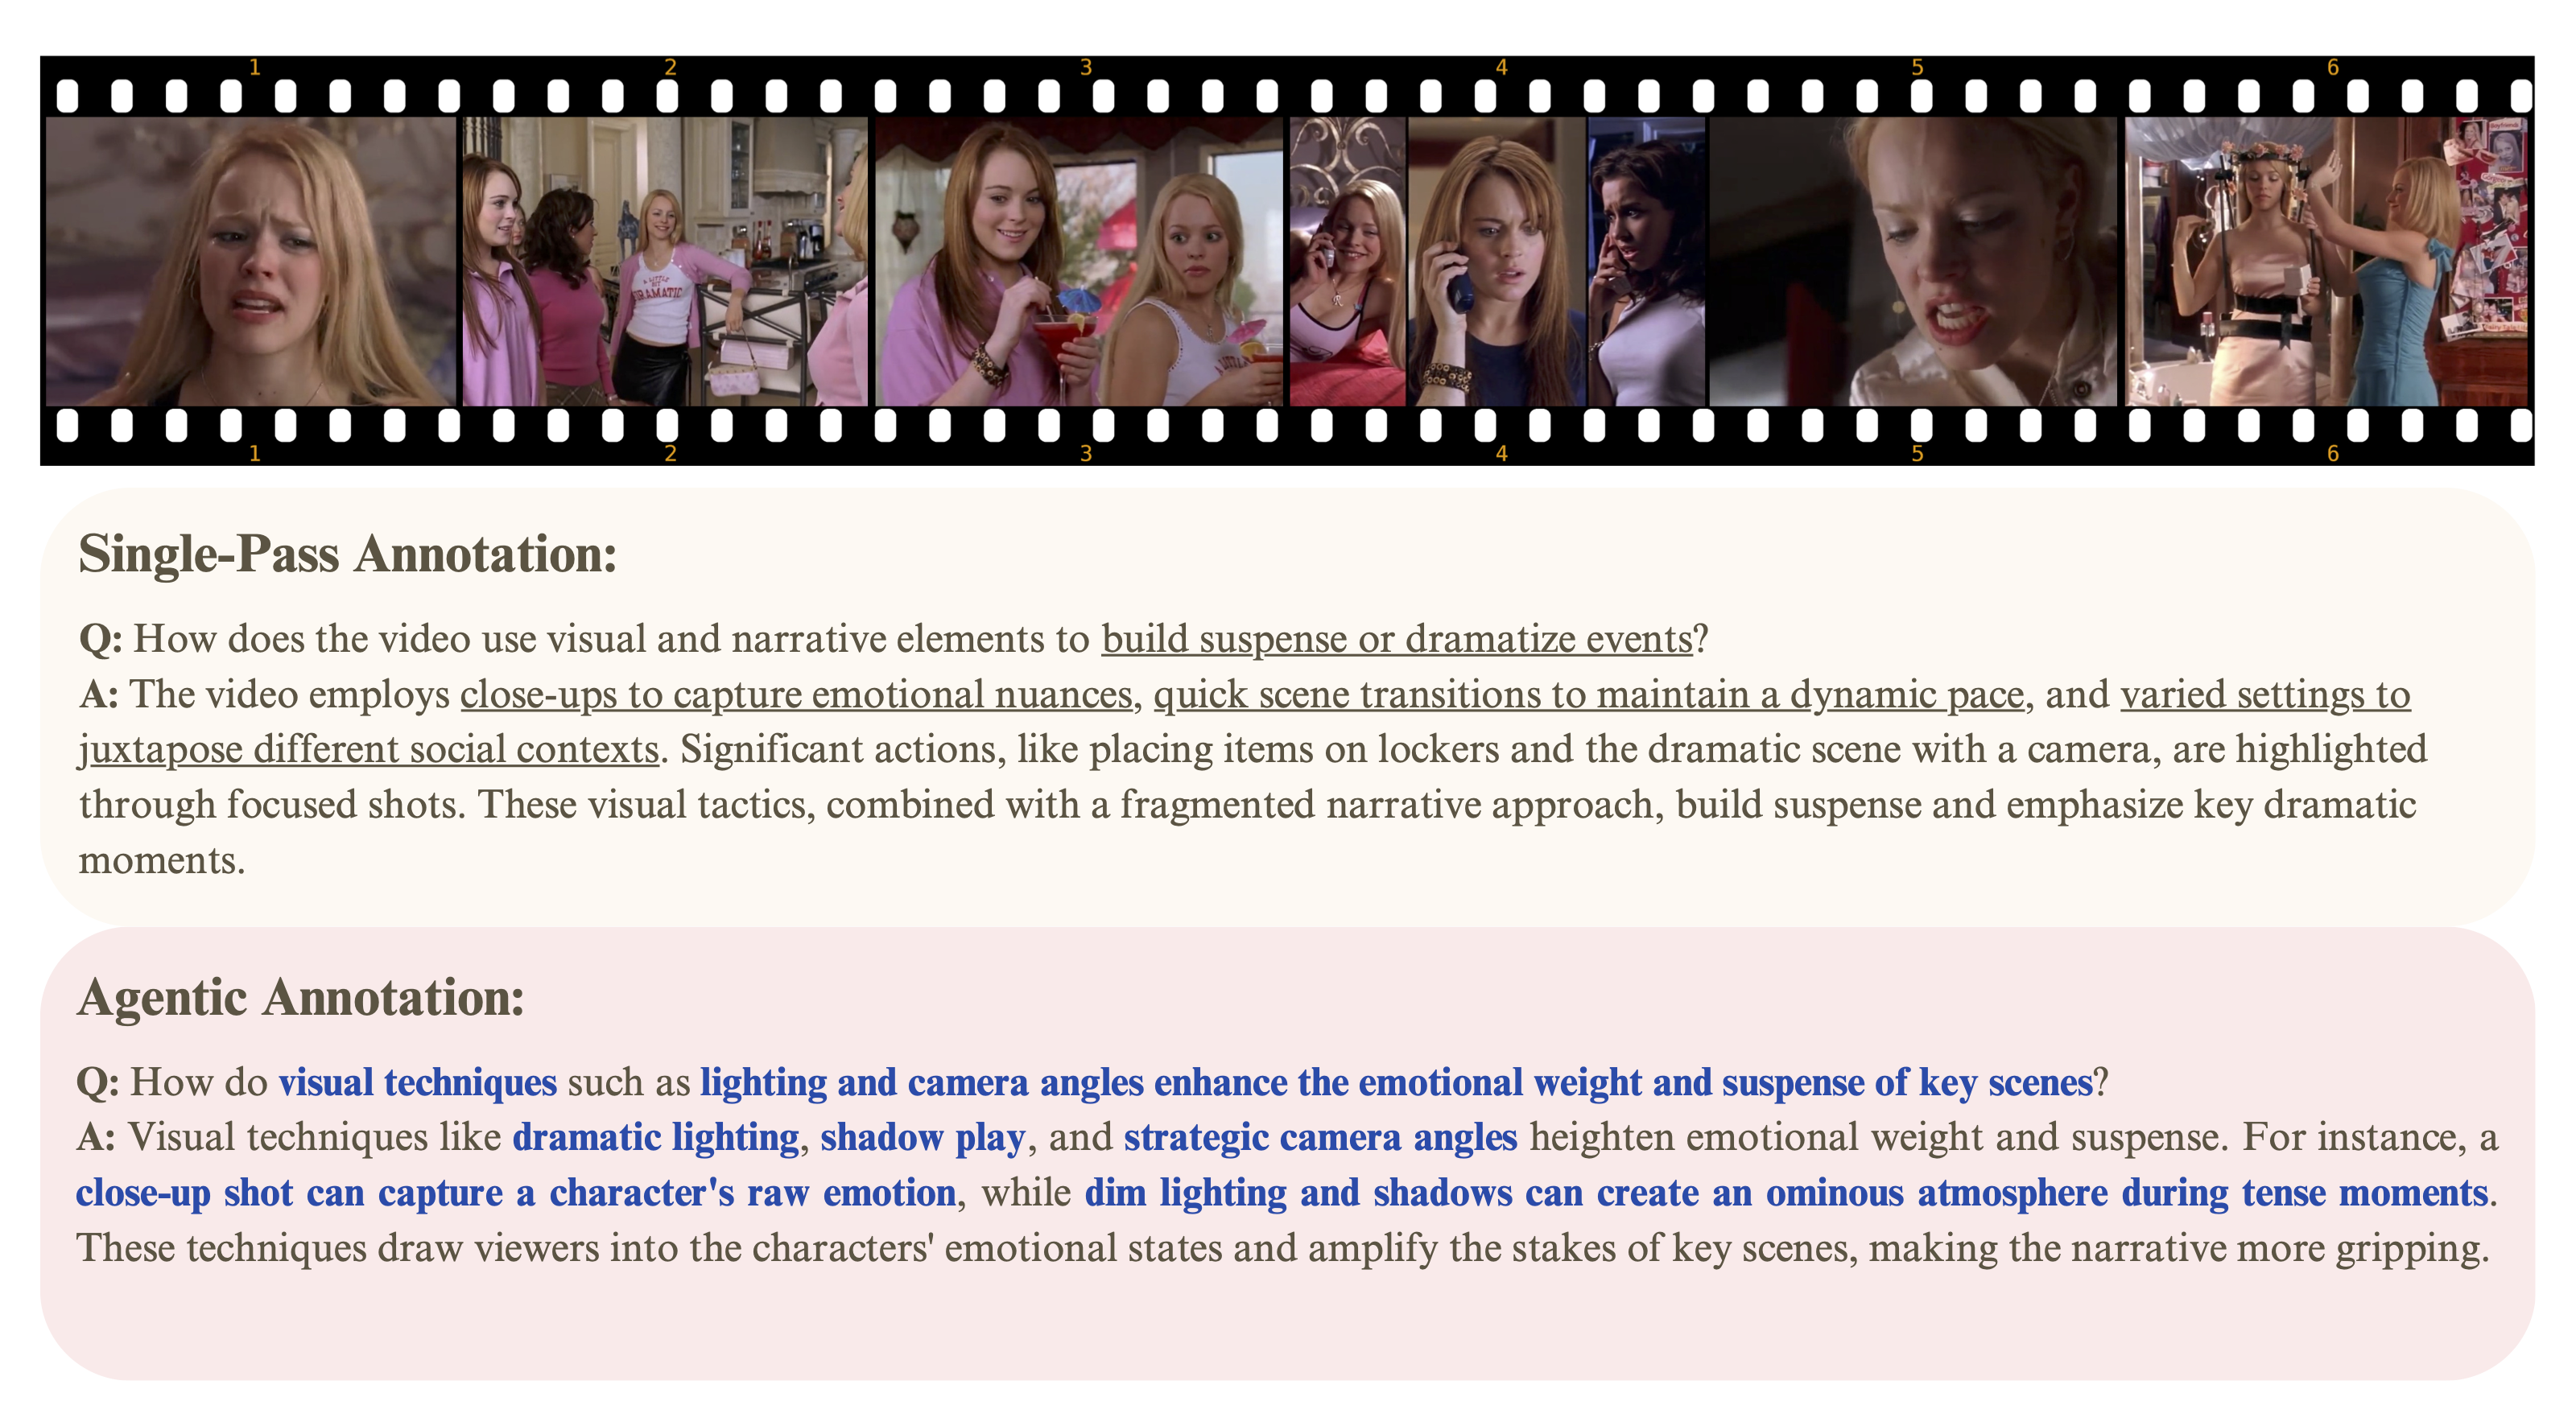 1 2 3 4 5 6
A LITTLE
DRAMATIC
R
1 2 3 4 5 6
Single-Pass Annotation:
Q: How does the video use visual and narrative elements to build suspense or dramatize events?
A: The video employs close-ups to capture emotional nuances, quick scene transitions to maintain a dynamic pace, and varied settings to
juxtapose different social contexts. Significant actions, like placing items on lockers and the dramatic scene with a camera, are highlighted
through focused shots. These visual tactics, combined with a fragmented narrative approach, build suspense and emphasize key dramatic
moments.
Agentic Annotation:
Q: How do visual techniques such as lighting and camera angles enhance the emotional weight and suspense of key scenes?
A: Visual techniques like dramatic lighting, shadow play, and strategic camera angles heighten emotional weight and suspense. For instance, a
close-up shot can capture a character's raw emotion, while dim lighting and shadows can create an ominous atmosphere during tense moments.
These techniques draw viewers into the characters' emotional states and amplify the stakes of key scenes, making the narrative more gripping.